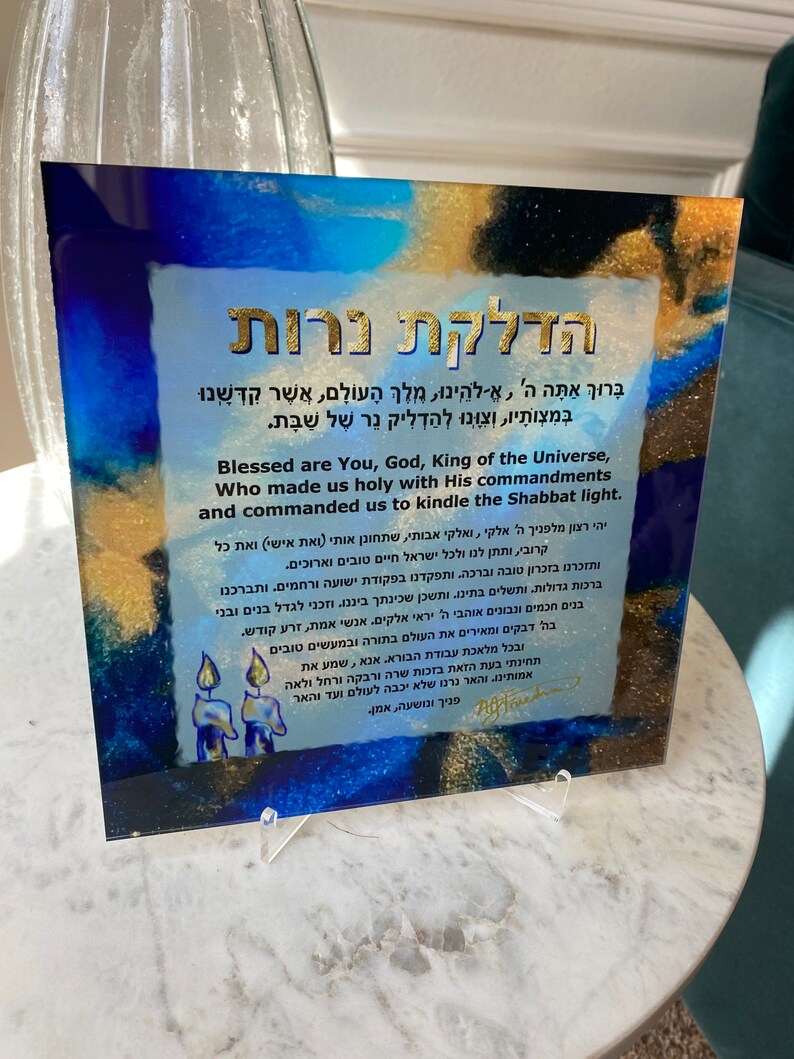 הדלקת נרות
בָּרוּךְ אַתָּה ה', אֱ-לֹהֵינוּ, מֶלֶךְ הָעוֹלָם, אֲשֶׁר קִדְּשָׁנוּ
בְּמִצְוֹתָיו, וְצִוָּנוּ לְהַדְלִיק נֵר שֶׁל שַׁבָּת.
Blessed are You, God, King of the Universe,
Who made us holy with His commandments
and commanded us to kindle the Shabbat light.
יהי רצון מלפניך ה' אלקי, ואלקי אבותי, שתחונן אותי (ואת אישי) ואת כל
קרובי, ותתן לנו ולכל ישראל חיים טובים וארוכים.
ותזכרנו בזכרון טובה וברכה. ותפקדנו בפקודת ישועה ורחמים. ותברכנו
ברכות גדולות. ותשלים בתינו. ותשכן שכינתך ביננו. וזכני לגדל בנים ובני
בנים חכמים ונבונים אוהבי ה' יראי אלקים. אנשי אמת, זרע קודש.
בה' דבקים ומאירים את העולם בתורה ובמעשים טובים
ובכל מלאכת עבודת הבורא. אנא, שמע את
תחינתי בעת הזאת בזכות שרה ורבקה ורחל ולאה
אמותינו. והאר נרנו שלא יכבה לעולם ועד והאר
פניך ונושעה, אמן.